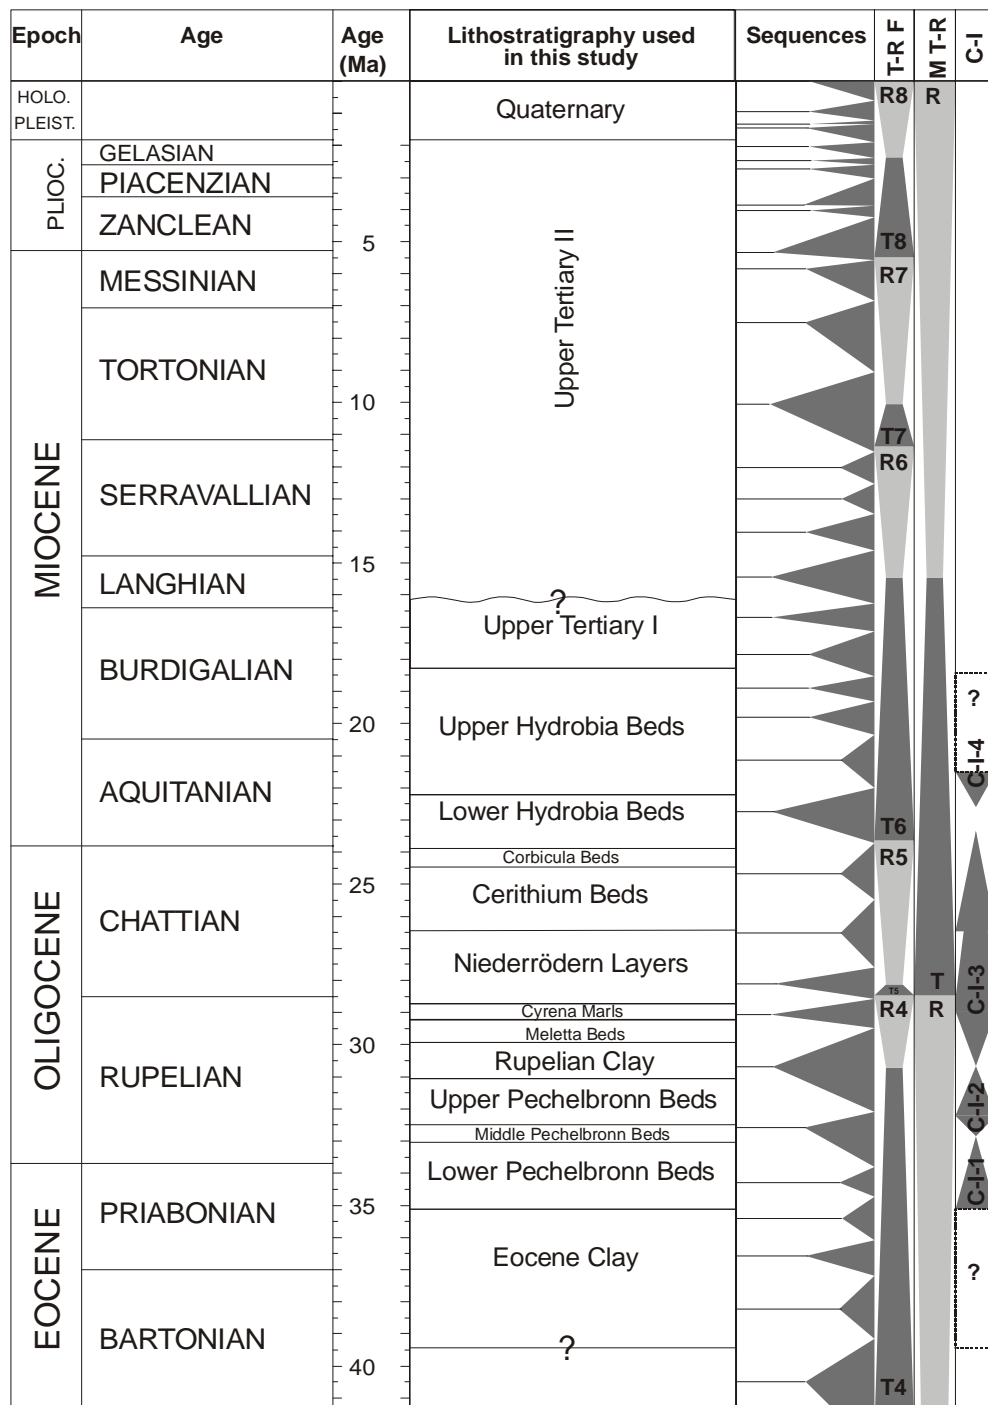 Epoch
Age
Age
(Ma)
Lithostratigraphy used
in this study
Sequences
T-R F
M T-R
C-I
HOLO.
PLEIST.
PLIOC.
MIOCENE
OLIGOCENE
EOCENE
GELASIAN
PIACENZIAN
ZANCLEAN
MESSINIAN
TORTONIAN
SERRAVALLIAN
LANGHIAN
BURDIGALIAN
AQUITANIAN
CHATTIAN
RUPELIAN
PRIABONIAN
BARTONIAN
5
10
15
20
25
30
35
40
Quaternary
Upper Tertiary II
?
Upper Tertiary I
Upper Hydrobia Beds
Lower Hydrobia Beds
Corbicula Beds
Cerithium Beds
Niederrödern Layers
Cyrena Marls
Meletta Beds
Rupelian Clay
Upper Pechelbronn Beds
Middle Pechelbronn Beds
Lower Pechelbronn Beds
Eocene Clay
?
R8
T8
R7
T7
R6
T6
R5
T5
R4
T4
R
T
R
?
C-I-4
C-I-3
C-I-2
C-I-1
?